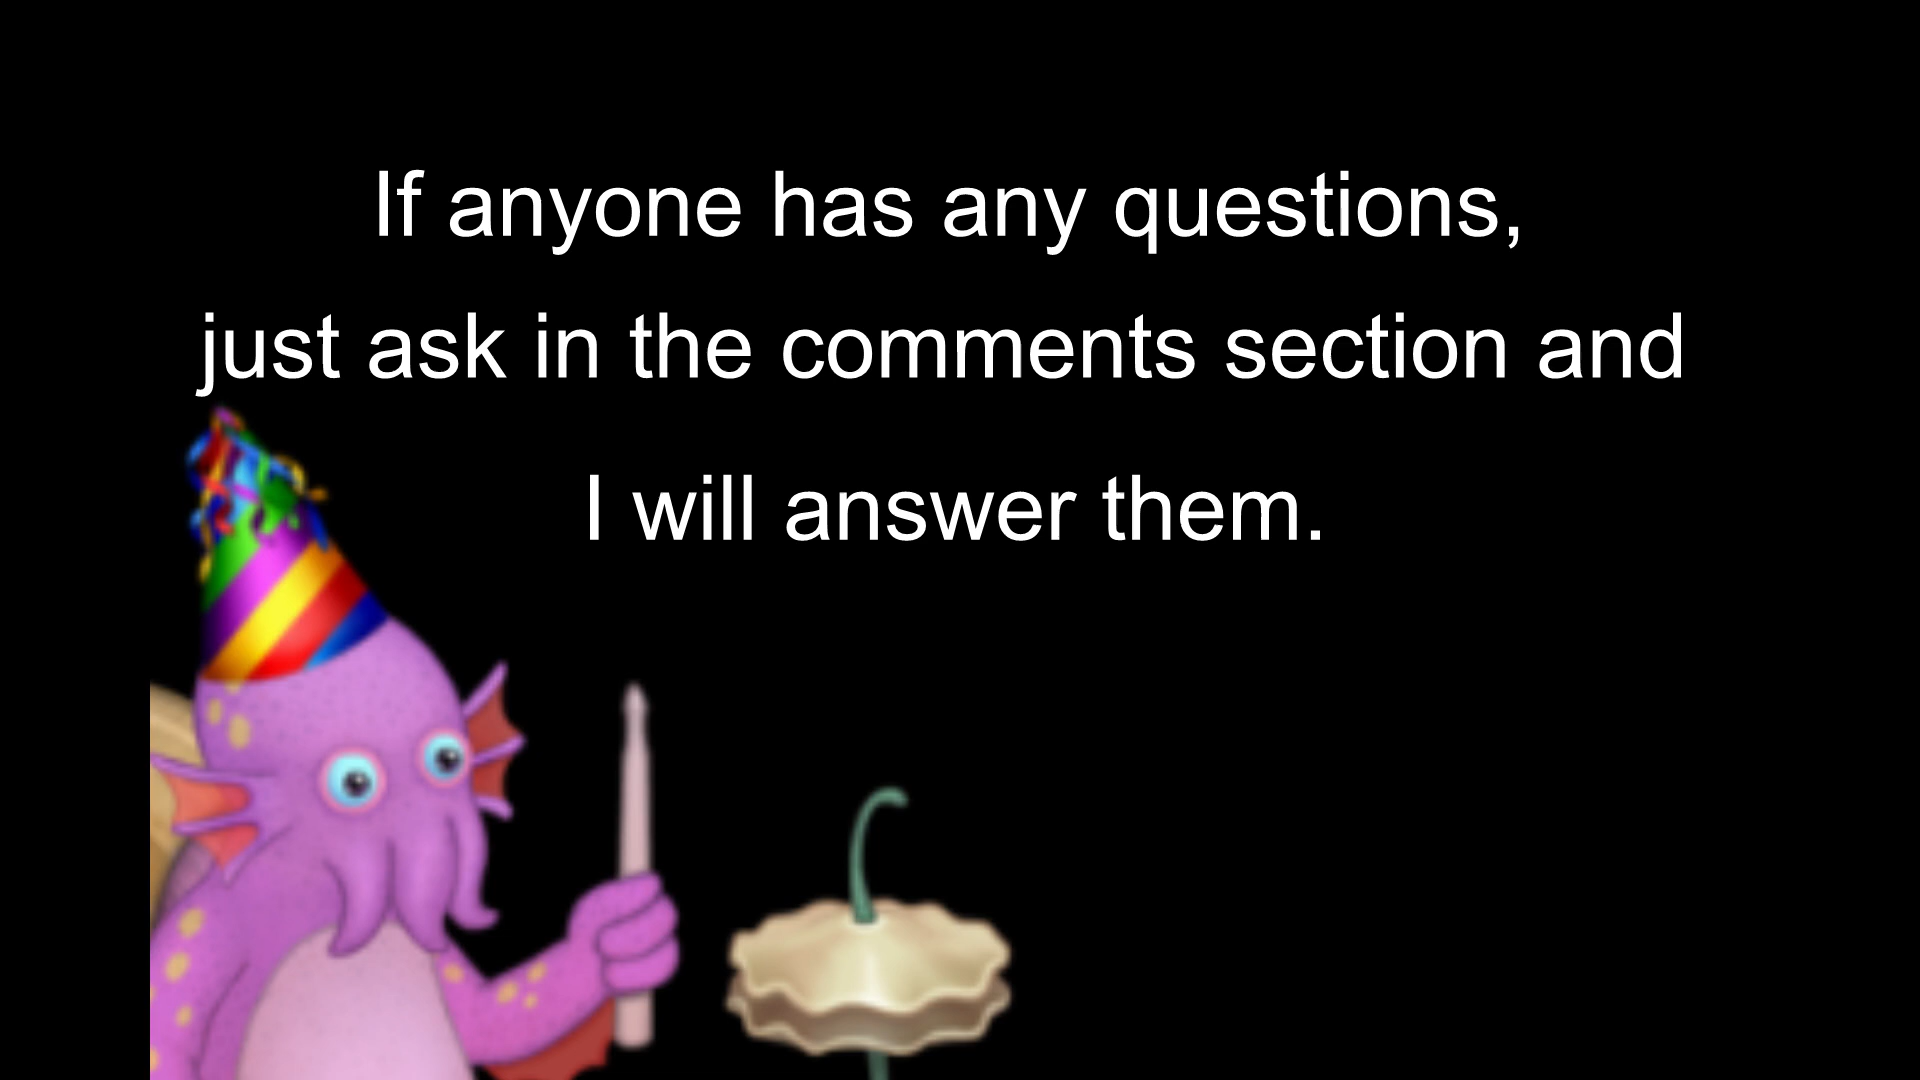 If anyone has any questions,
just ask in the comments section and
I will answer them.